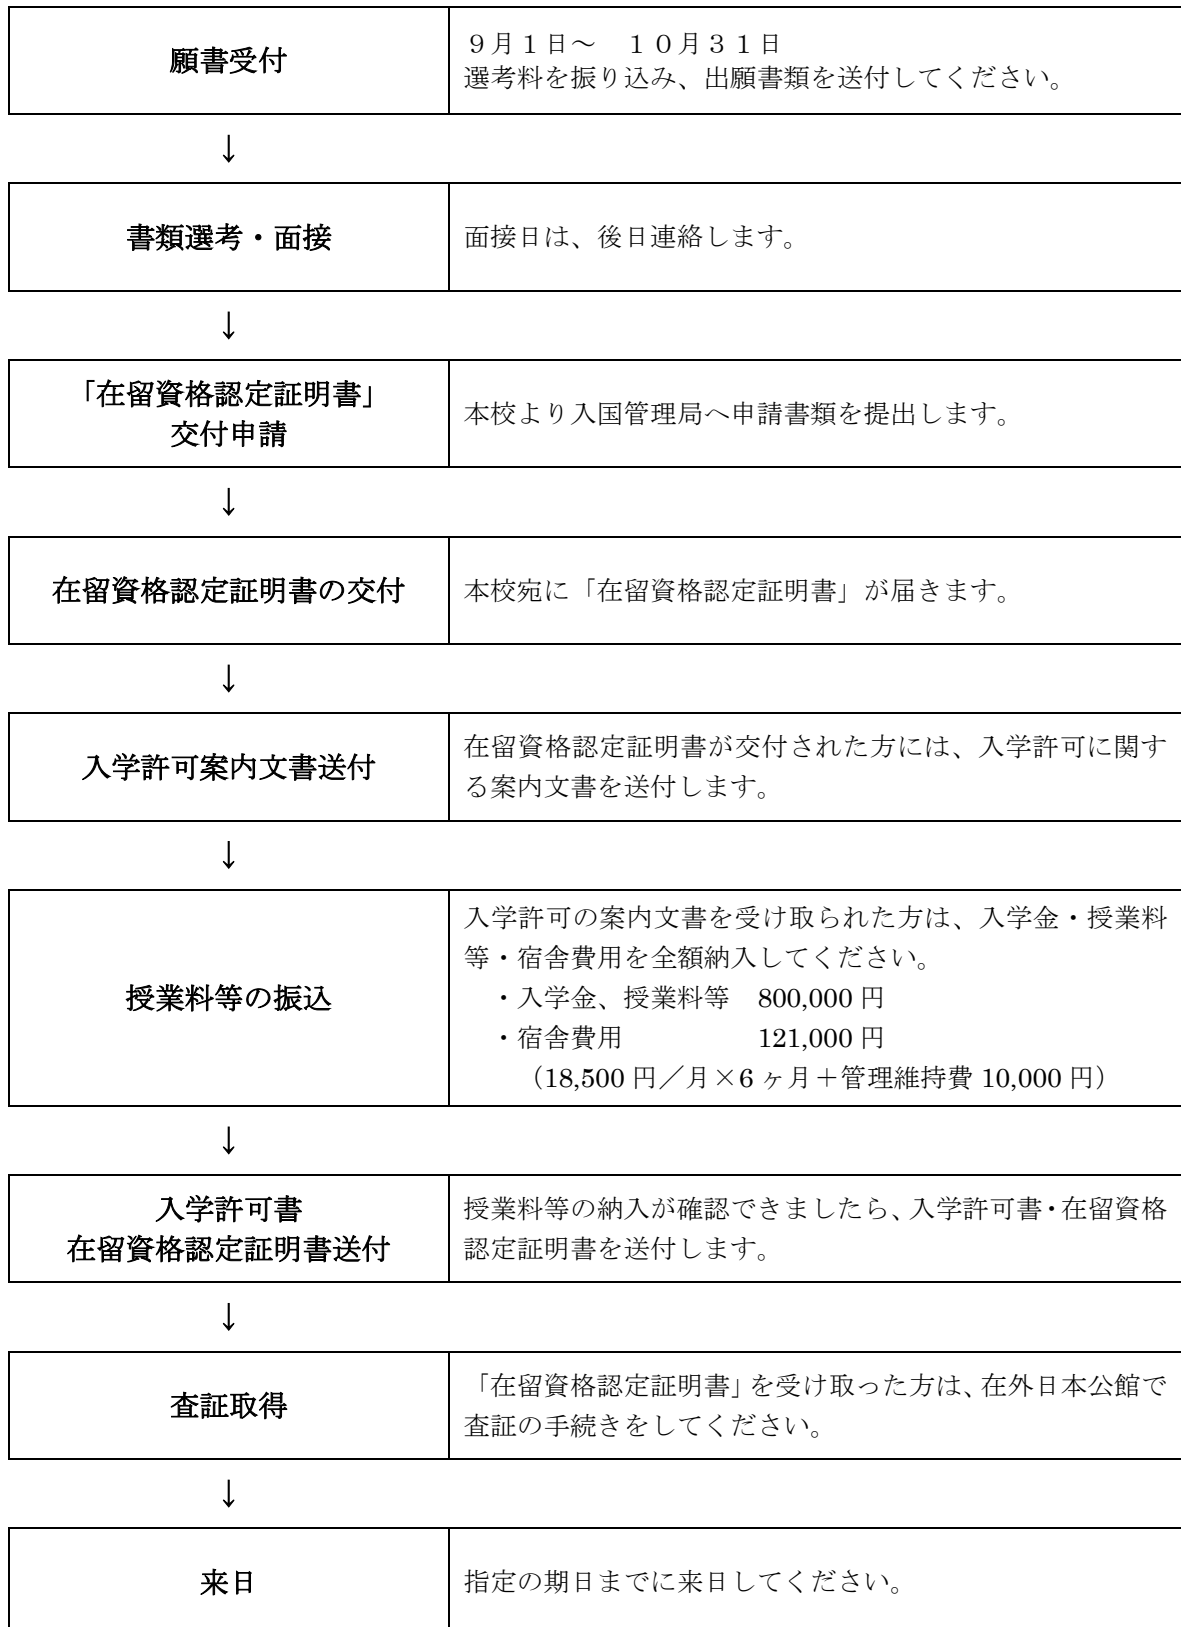 願書受付
9月1日～　10月31日
選考料を振り込み、出願書類を送付してください。
↓
書類選考・面接
面接日は、後日連絡します。
↓
「在留資格認定証明書」
交付申請
本校より入国管理局へ申請書類を提出します。
↓
在留資格認定証明書の交付
本校宛に「在留資格認定証明書」が届きます。
↓
入学許可案内文書送付
在留資格認定証明書が交付された方には、入学許可に関す
る案内文書を送付します。
↓
授業料等の振込
入学許可の案内文書を受け取られた方は、入学金・授業料
等・宿舎費用を全額納入してください。
・入学金、授業料等　800,000 円
・宿舎費用　121,000 円
（18,500 円／月×6 ヶ月＋管理維持費 10,000 円）
↓
入学許可書
在留資格認定証明書送付
授業料等の納入が確認できましたら、入学許可書・在留資格
認定証明書を送付します。
↓
査証取得
「在留資格認定証明書」を受け取った方は、在外日本公館で
査証の手続きをしてください。
↓
来日
指定の期日までに来日してください。